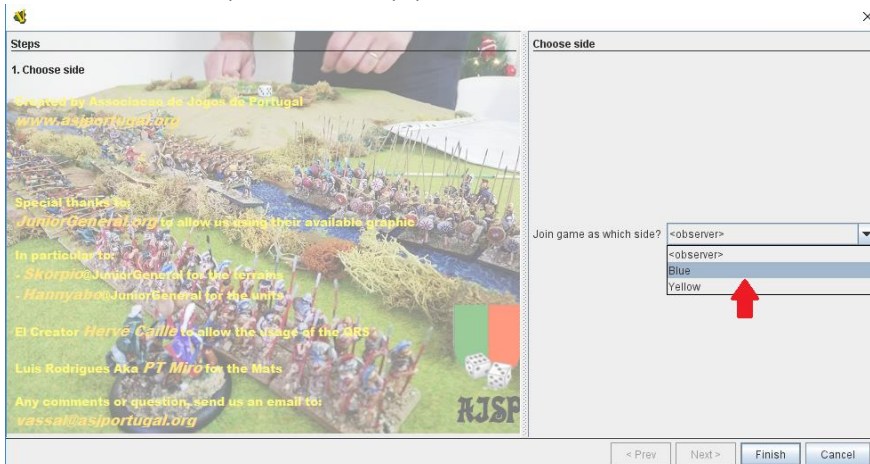 Steps
1. Choose side
Created by Associacao de Jogos de Portugal
www.asjportugal.org
Special thanks to:
JuniorGeneral.org to allow us using their available graphic
In particular to:
- Skorpio@JuniorGeneral for the terrains
- Hannyabo@JuniorGeneral for the units
El Creator Hervé Caille to allow the usage of the QRS
Luis Rodrigues Aka PT Miró for the Mats
Any comments or question, send us an email to:
vassal@asjportugal.org
AJSP
Choose side
Join game as which side? <observer>
<observer>
Blue
Yellow
< Prev Next > Finish Cancel